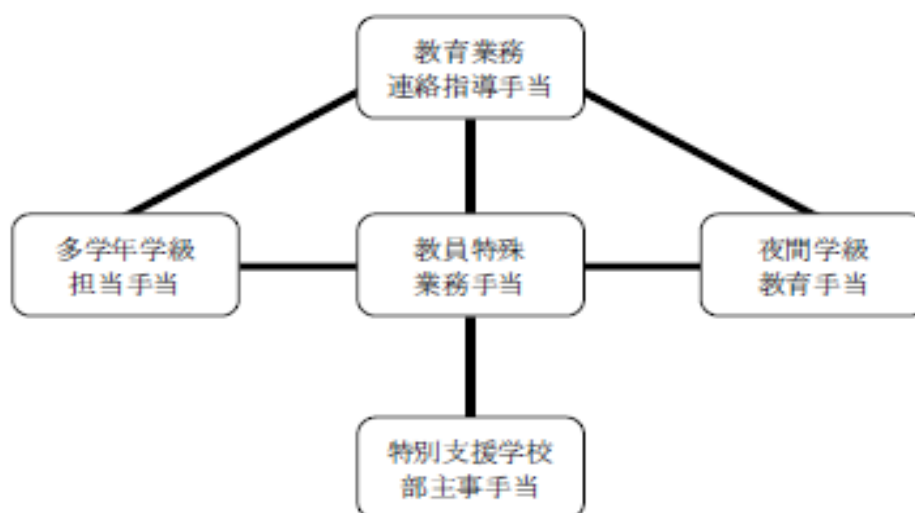 教育業務
連絡指導手当
多学年学級
担当手当
教員特殊
業務手当
夜間学級
教育手当
特別支援学校
部主事手当